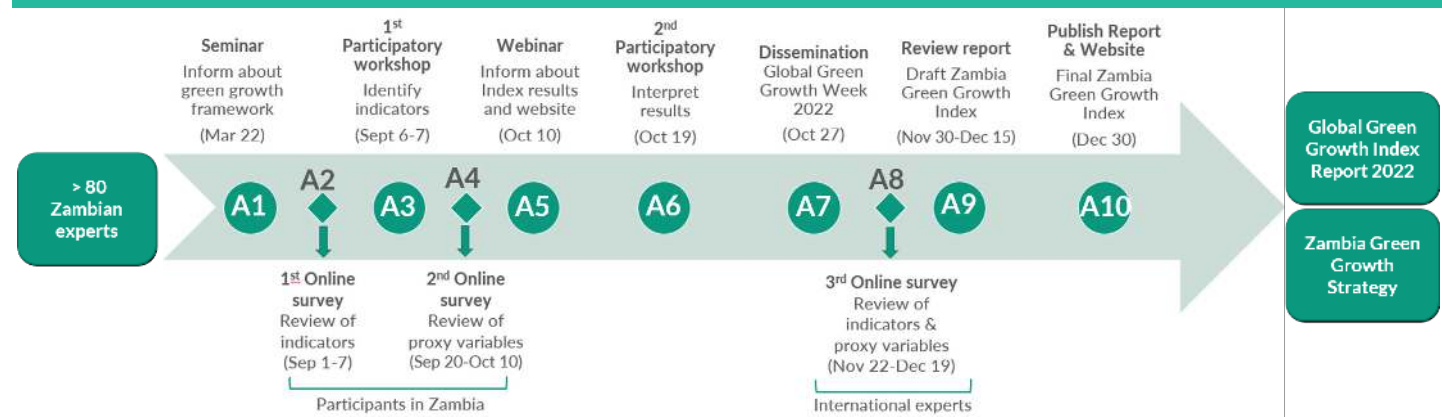 Seminar
Inform about
green growth
framework
(Mar 22)
1st
Participatory
workshop
Identify
indicators
(Sept 6-7)
Webinar
Inform about
Index results
and website
(Oct 10)
2nd
Participatory
workshop
Interpret
results
(Oct 19)
Dissemination
Global Green
Growth Week
2022
(Oct 27)
Review report
Draft Zambia
Green Growth
Index
(Nov 30-Dec 15)
Publish Report
& Website
Final Zambia
Green Growth
Index
(Dec 30)
> 80
Zambian
experts
A1
A2
A3
A4
A5
A6
A7
A8
A9
A10
Global Green
Growth Index
Report 2022
Zambia Green
Growth
Strategy
1st Online
survey
Review of
indicators
(Sep 1-7)
2nd Online
survey
Review of
proxy variables
(Sep 20-Oct 10)
Participants in Zambia
3rd Online survey
Review of
indicators &
proxy variables
(Nov 22-Dec 19)
International experts